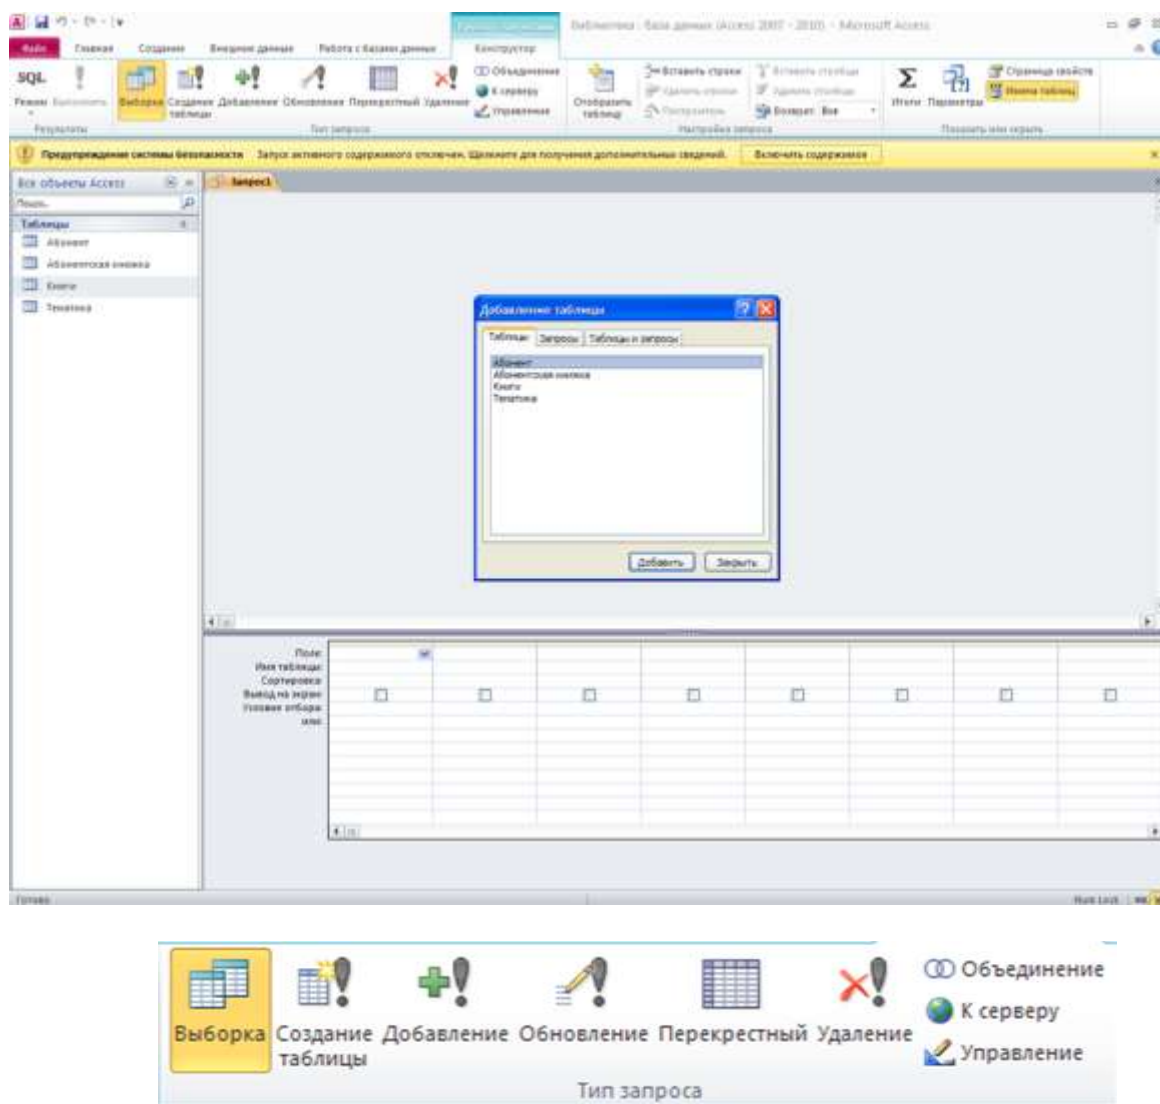 Библиотека : база данных (Access 2007 - 2010) - Microsoft Access
Файл Главная Создание Внешние данные Работа с базами данных Конструктор
SQL
Режим Выполнить Выборка Создание таблицы Добавление Обновление Перекрестный Удаление
Объединение
К серверу
Управление
Отобразить таблицу
Вставить строки
Удалить строки
Построитель
Вставить столбцы
Удалить столбцы
Возврат: Все
Итоги Параметры
Страница свойств
Имена таблиц
Результаты Тип запроса Настройка запроса Показать или скрыть
Предупреждение системы безопасности Запуск активного содержимого отключен. Щелкните для получения дополнительных сведений. Включить содержимое
Все объекты Access
Поиск...
Таблицы
Абонент
Абонентская книжка
Книги
Тематика
Запрос1
Добавление таблицы
Таблицы Запросы Таблицы и запросы
Абонент
Абонентская книжка
Книги
Тематика
Добавить Закрыть
Поле:
Имя таблицы:
Сортировка:
Вывод на экран:
Условие отбора:
или:
Готово
Num Lock
Выборка Создание таблицы Добавление Обновление Перекрестный Удаление
Объединение
К серверу
Управление
Тип запроса